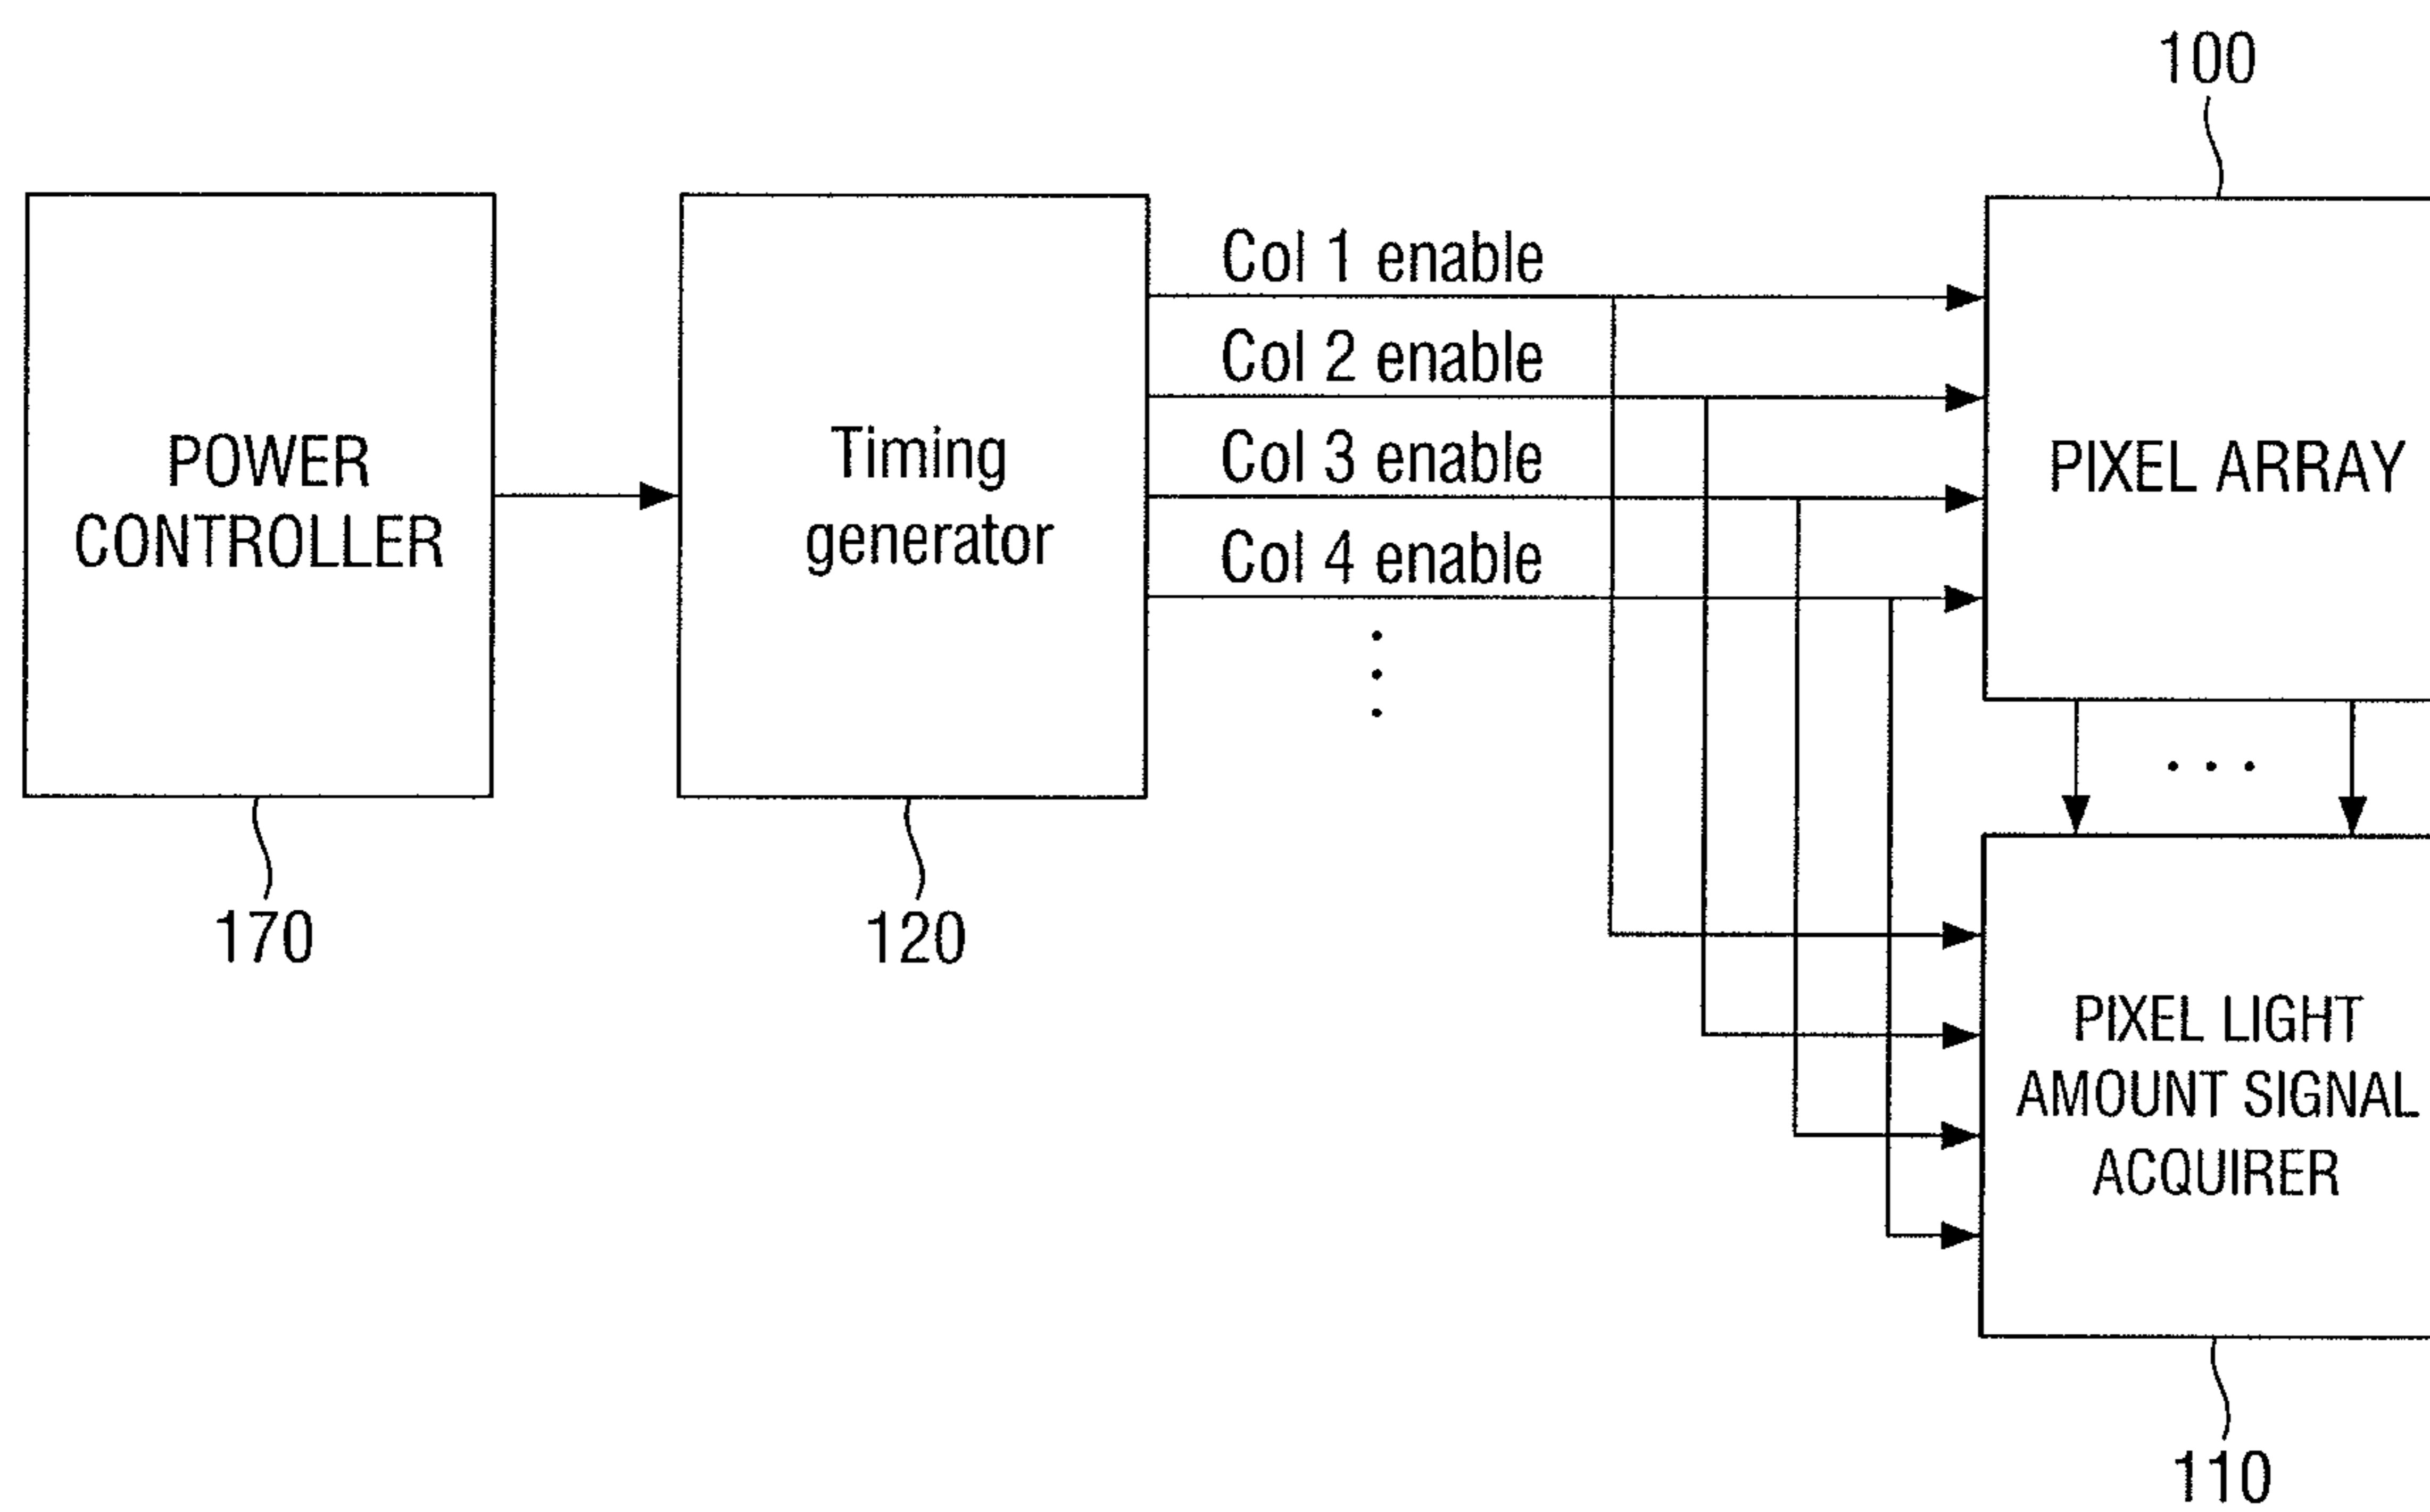 100
POWER
CONTROLLER
Timing
generator
Col 1 enable
Col 2 enable
Col 3 enable
Col 4 enable
PIXEL ARRAY
170
120
PIXEL LIGHT
AMOUNT SIGNAL
ACQUIRER
110